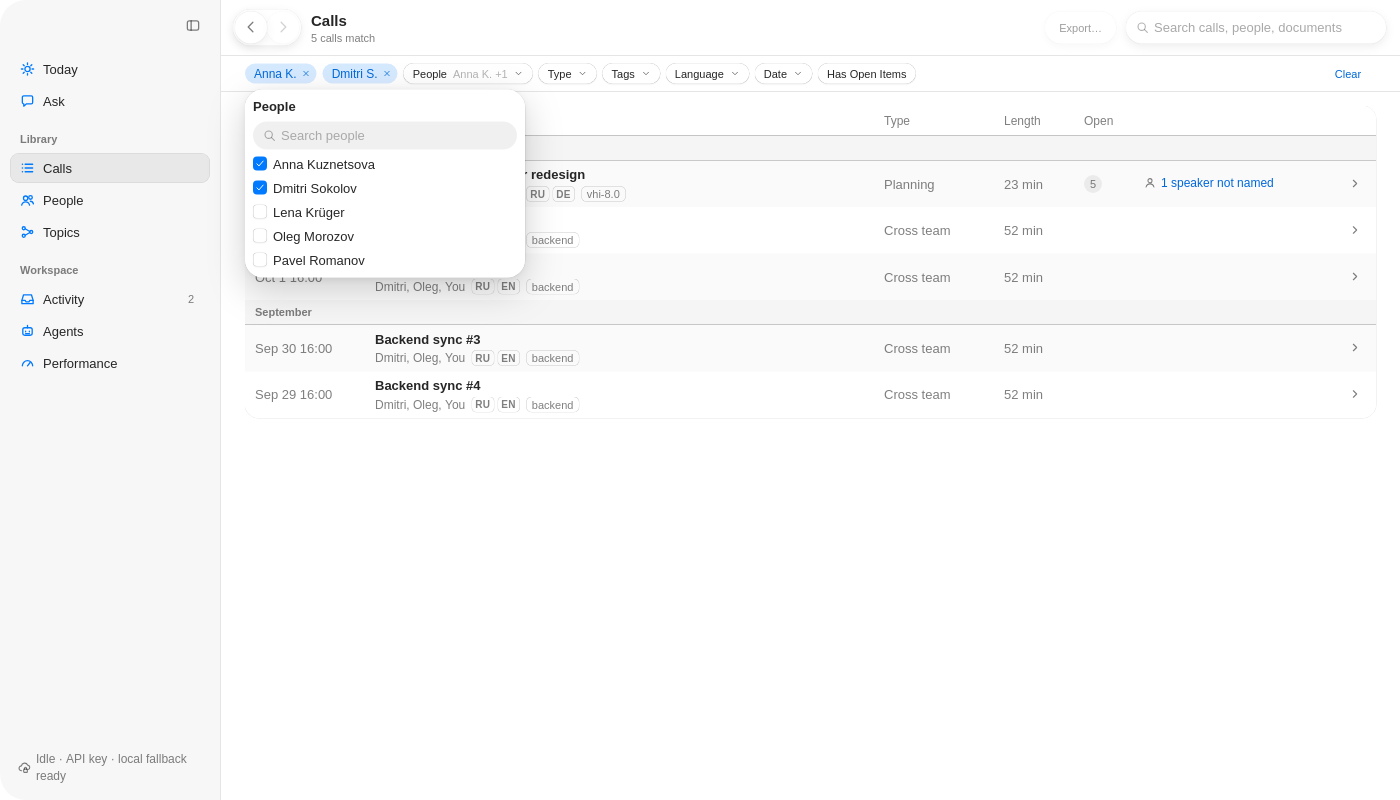 Calls
5 calls match
Export…
Search calls, people, documents
Today
Ask
Library
Calls
People
Topics
Workspace
Activity 2
Agents
Performance
Idle · API key · local fallback
ready
Anna K. × Dmitri S. × People Anna K. +1 Type Tags Language Date Has Open Items Clear
People
Search people
Anna Kuznetsova
Dmitri Sokolov
Lena Krüger
Oleg Morozov
Pavel Romanov
Type Length Open
redesign
RU DE vhi-8.0
Planning 23 min 5 1 speaker not named
backend
Cross team 52 min
Oct 1 16:00
Dmitri, Oleg, You RU EN backend
Cross team 52 min
September
Backend sync #3
Sep 30 16:00 Cross team 52 min
Dmitri, Oleg, You RU EN backend
Backend sync #4
Sep 29 16:00 Cross team 52 min
Dmitri, Oleg, You RU EN backend